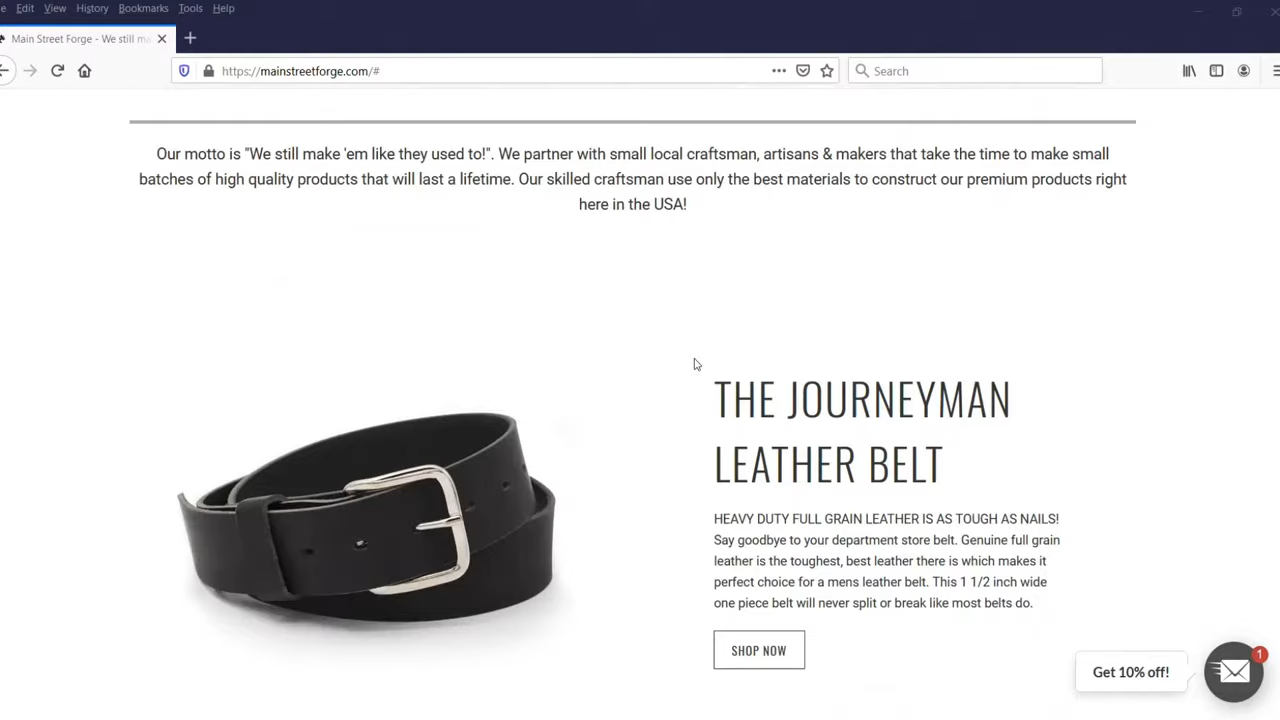 Edit View History Bookmarks Tools Help
Main Street Forge - We still ma
https://mainstreetforge.com/#
Search
Our motto is "We still make 'em like they used to!". We partner with small local craftsman, artisans & makers that take the time to make small
batches of high quality products that will last a lifetime. Our skilled craftsman use only the best materials to construct our premium products right
here in the USA!
THE JOURNEYMAN
LEATHER BELT
HEAVY DUTY FULL GRAIN LEATHER IS AS TOUGH AS NAILS!
Say goodbye to your department store belt. Genuine full grain
leather is the toughest, best leather there is which makes it
perfect choice for a mens leather belt. This 1 1/2 inch wide
one piece belt will never split or break like most belts do.
SHOP NOW
Get 10% off!
1